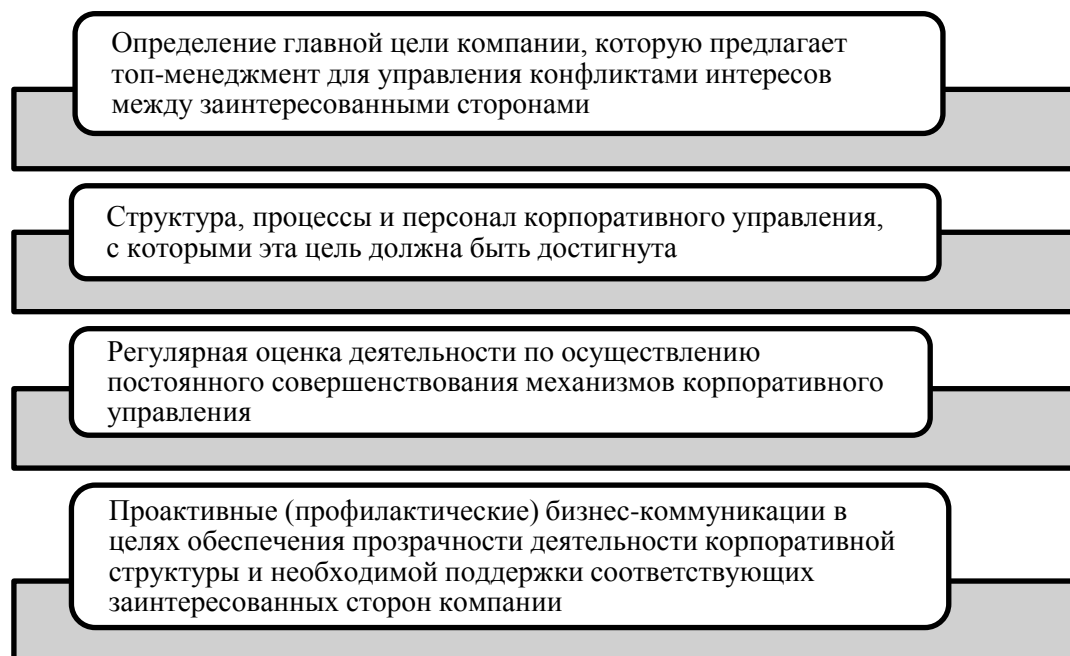 Определение главной цели компании, которую предлагает
топ-менеджмент для управления конфликтами интересов
между заинтересованными сторонами
Структура, процессы и персонал корпоративного управления,
с которыми эта цель должна быть достигнута
Регулярная оценка деятельности по осуществлению
постоянного совершенствования механизмов корпоративного
управления
Проактивные (профилактические) бизнес-коммуникации в
целях обеспечения прозрачности деятельности корпоративной
структуры и необходимой поддержки соответствующих
заинтересованных сторон компании